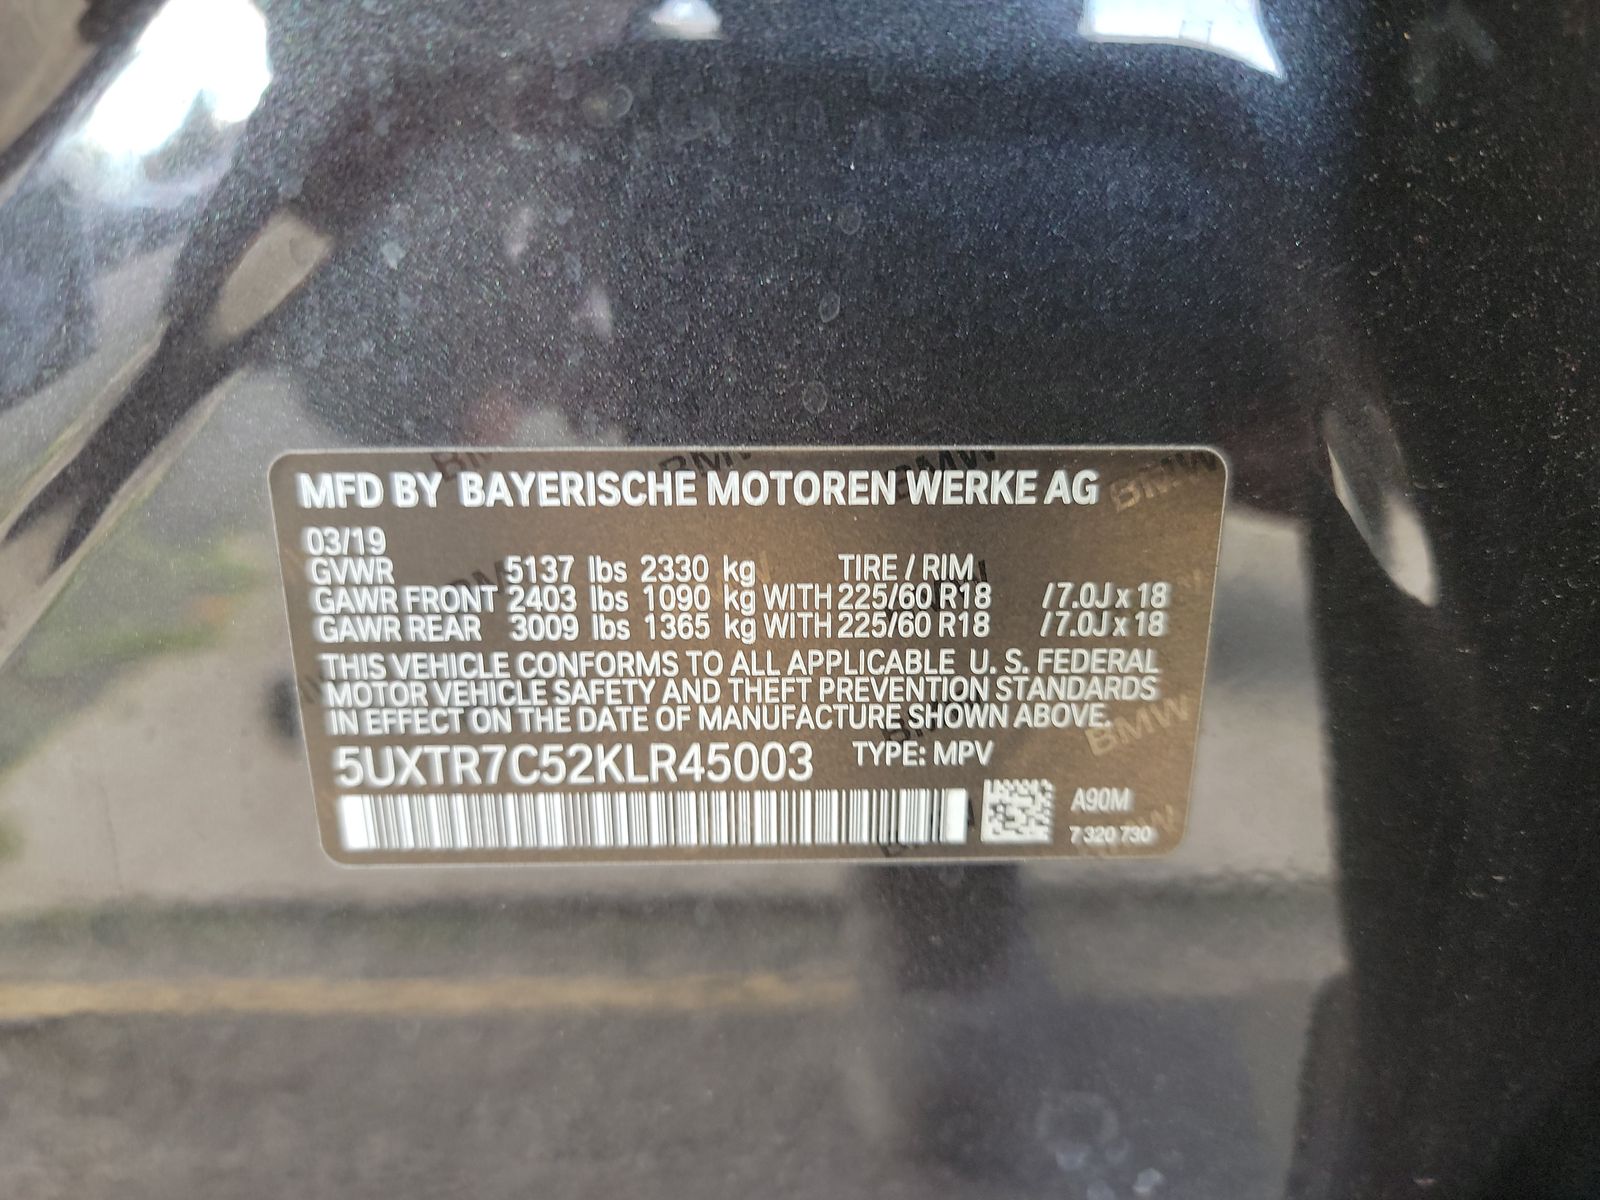 MFD BY BAYERISCHE MOTOREN WERKE AG
03/19
GVWR 5137 lbs 2330 kg TIRE / RIM
GAWR FRONT 2403 lbs 1090 kg WITH 225/60 R18 / 7.0J x 18
GAWR REAR 3009 lbs 1365 kg WITH 225/60 R18 / 7.0J x 18
THIS VEHICLE CONFORMS TO ALL APPLICABLE U. S. FEDERAL
MOTOR VEHICLE SAFETY AND THEFT PREVENTION STANDARDS
IN EFFECT ON THE DATE OF MANUFACTURE SHOWN ABOVE.
5UXTR7C52KLR45003 TYPE: MPV
A90M
7 320 730